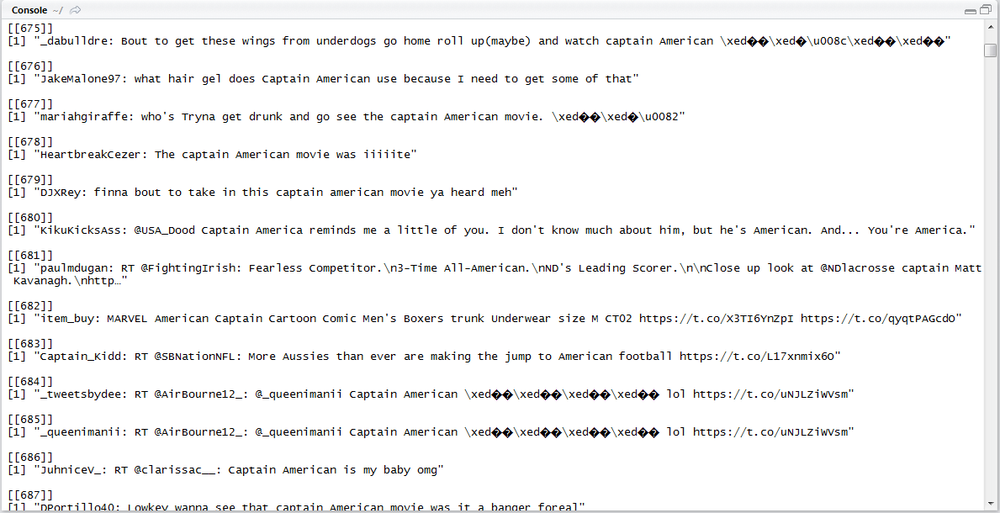 Console ~/
[[675]]
[1] "_dabulldre: Bout to get these wings from underdogs go home roll up(maybe) and watch captain American \xed��\xed�\u008c\xed��\xed��"
[[676]]
[1] "JakeMalone97: what hair gel does Captain American use because I need to get some of that"
[[677]]
[1] "mariahgiraffe: who's Tryna get drunk and go see the captain American movie. \xed��\xed�\u0082"
[[678]]
[1] "HeartbreakCezer: The captain American movie was iiiiite"
[[679]]
[1] "DJXRey: finna bout to take in this captain american movie ya heard meh"
[[680]]
[1] "KikuKicksAss: @USA_Dood Captain America reminds me a little of you. I don't know much about him, but he's American. And... You're America."
[[681]]
[1] "paulmdugan: RT @FightingIrish: Fearless Competitor.\n3-Time All-American.\nND's Leading Scorer.\n\nClose up look at @NDlacrosse captain Matt
Kavanagh.\nhttp…"
[[682]]
[1] "item_buy: MARVEL American Captain Cartoon Comic Men's Boxers trunk Underwear size M CT02 https://t.co/X3TI6YnZpI https://t.co/qyqtPAGcdO"
[[683]]
[1] "Captain_Kidd: RT @SBNationNFL: More Aussies than ever are making the jump to American football https://t.co/L17xnmix6O"
[[684]]
[1] "_tweetsbydee: RT @AirBourne12_: @_queenimanii Captain American \xed��\xed��\xed��\xed�� lol https://t.co/uNJLZiWVsm"
[[685]]
[1] "_queenimanii: RT @AirBourne12_: @_queenimanii Captain American \xed��\xed��\xed��\xed�� lol https://t.co/uNJLZiWVsm"
[[686]]
[1] "JuhniceV_: RT @clarissac__: Captain American is my baby omg"
[[687]]
[1] "DPortillo40: Lowkey wanna see that captain American movie was it a banger foreal"